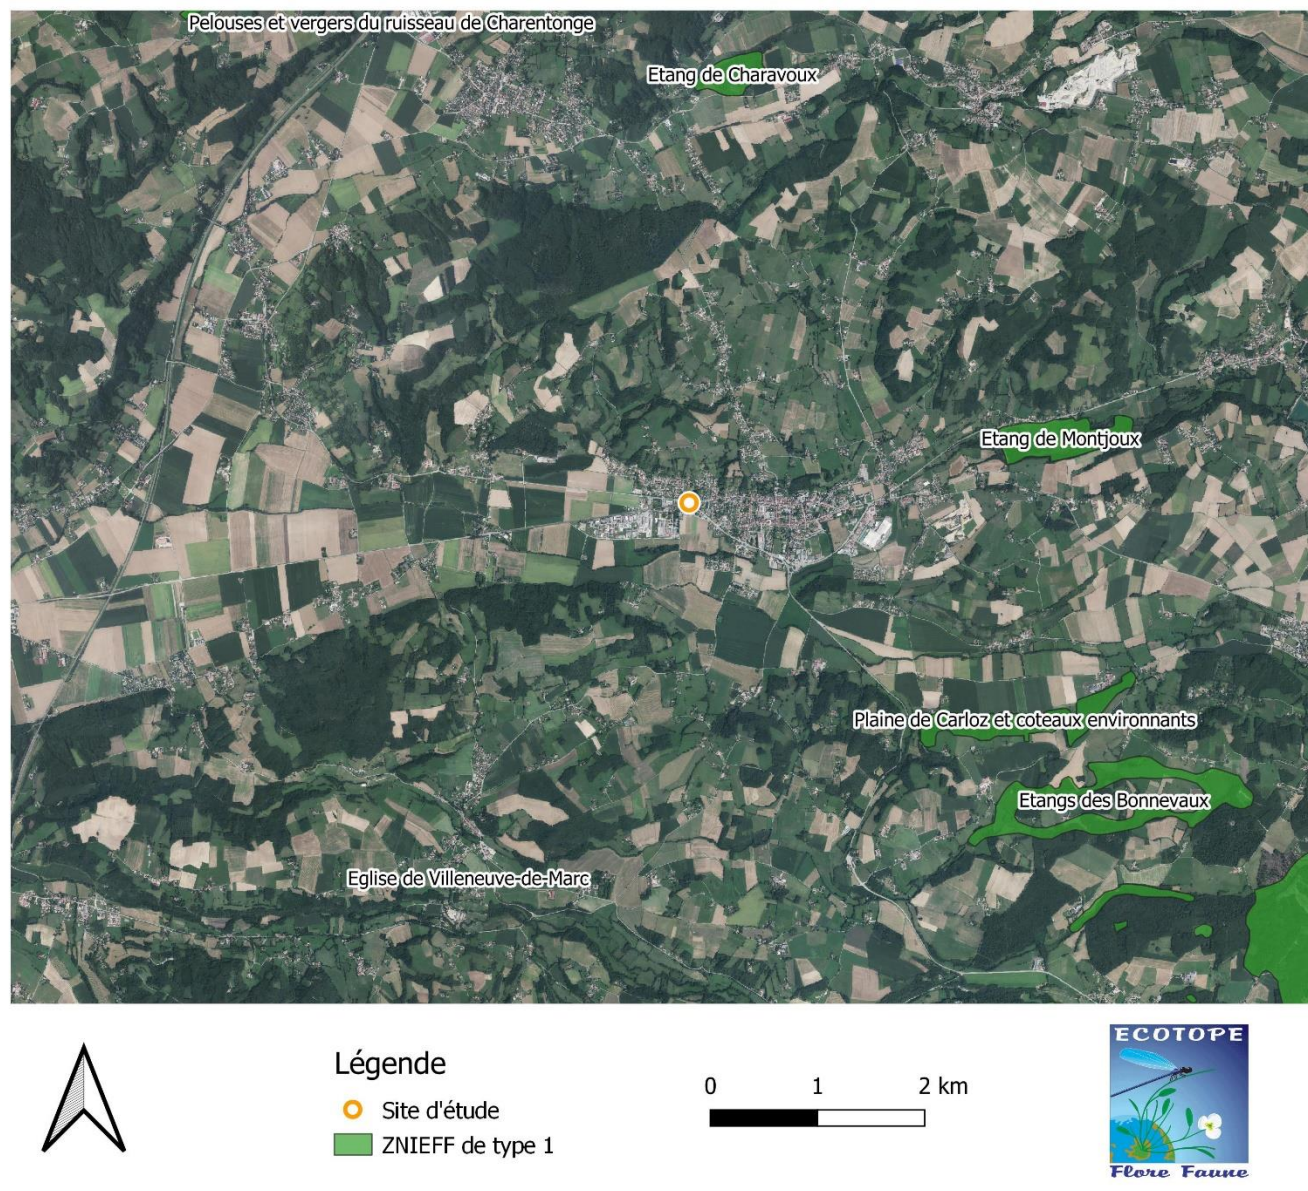 Pelouses et vergers du ruisseau de Charentonge
Etang de Charavoux
Etang de Montjoux
Plaine de Carloz et coteaux environnants
Etangs des Bonnevaux
Eglise de Villeneuve-de-Marc
Légende
Site d'étude
ZNIEFF de type 1
0 1 2 km
ECOTOPE
Flore Faune